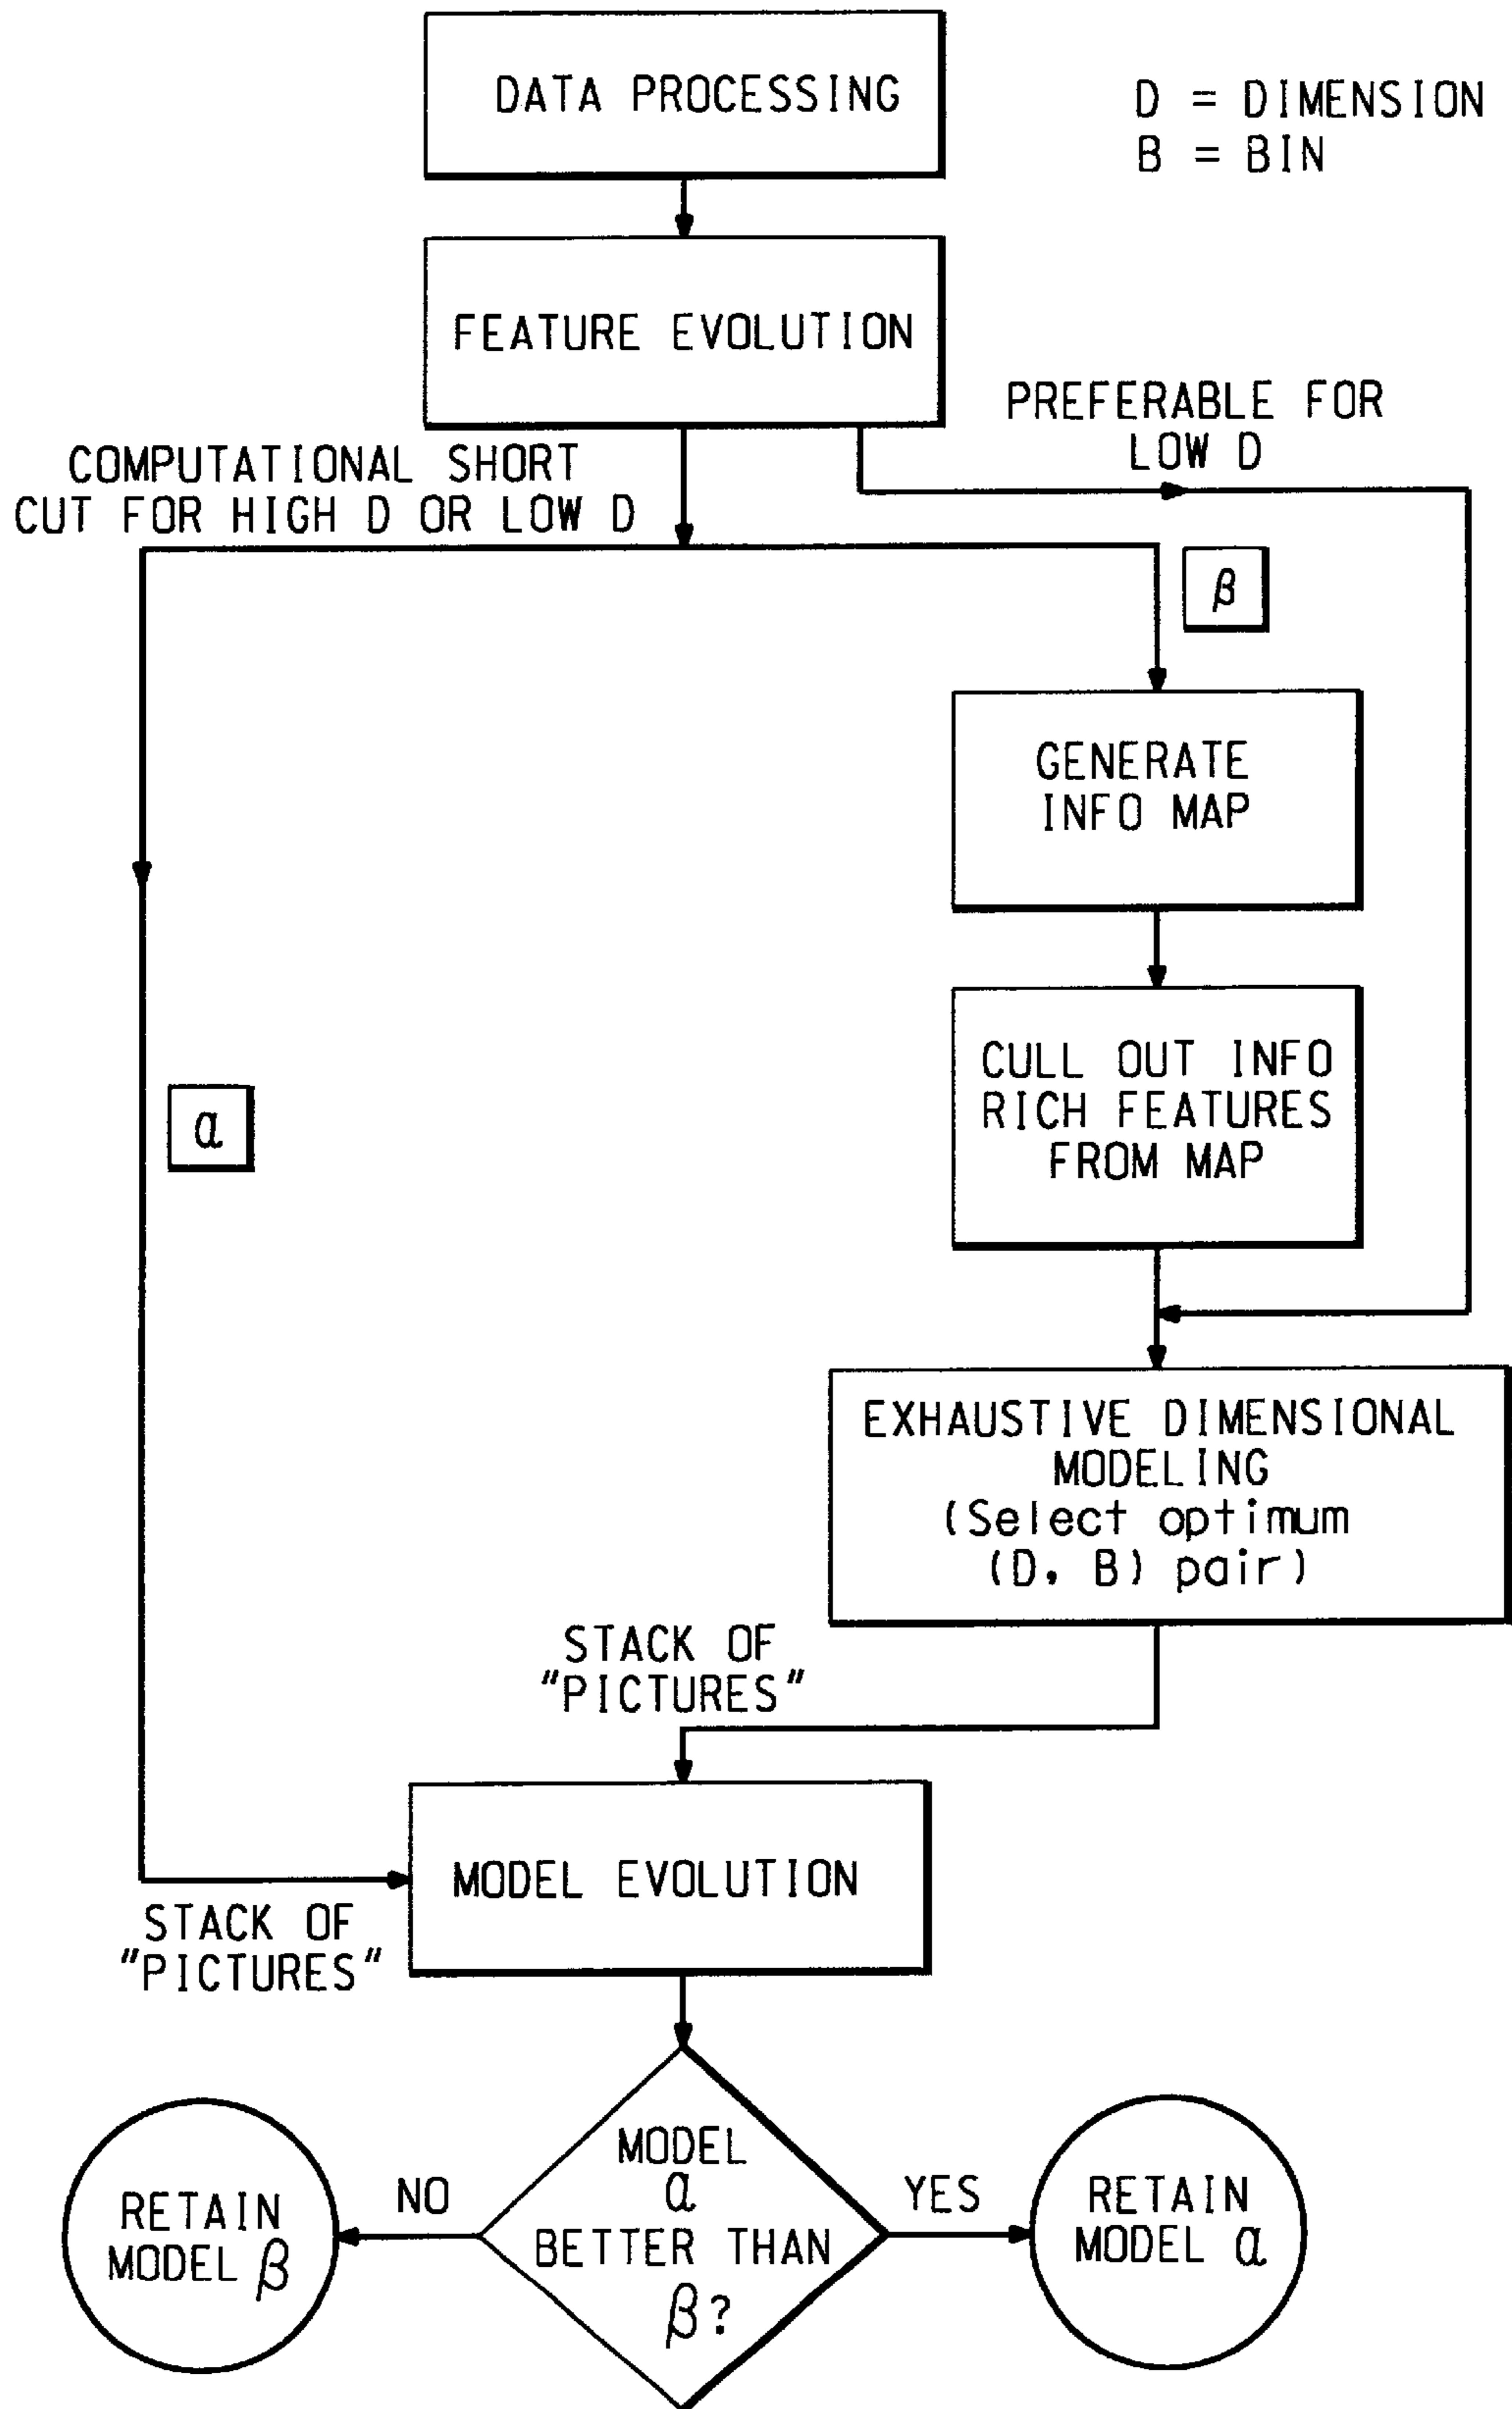 DATA PROCESSING
D = DIMENSION
B = BIN
FEATURE EVOLUTION
PREFERABLE FOR
LOW D
COMPUTATIONAL SHORT
CUT FOR HIGH D OR LOW D
β
GENERATE
INFO MAP
CULL OUT INFO
RICH FEATURES
FROM MAP
α
EXHAUSTIVE DIMENSIONAL
MODELING
(Select optimum
(D, B) pair)
STACK OF
"PICTURES"
MODEL EVOLUTION
STACK OF
"PICTURES"
MODEL
α
BETTER THAN
β?
NO
RETAIN
MODEL β
YES
RETAIN
MODEL α